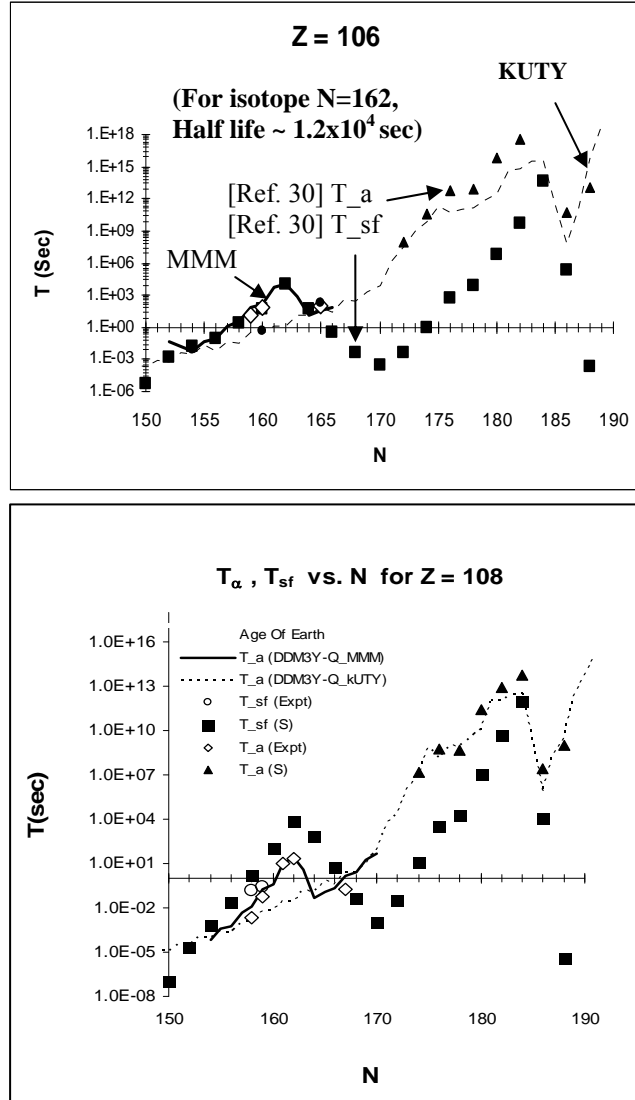 Z = 106
KUTY
(For isotope N=162,
Half life ~ 1.2x10⁴ sec)
1.E+18
1.E+15
1.E+12
1.E+09
1.E+06
1.E+03
1.E+00
1.E-03
1.E-06
T (Sec)
[Ref. 30] T_a
[Ref. 30] T_sf
MMM
150 155 160 165 170 175 180 185 190
N
T_α , T_sf vs. N for Z = 108
1.0E+16
1.0E+13
1.0E+10
1.0E+07
1.0E+04
1.0E+01
1.0E-02
1.0E-05
1.0E-08
T(sec)
Age Of Earth
T_a (DDM3Y-Q_MMM)
T_a (DDM3Y-Q_kUTY)
T_sf (Expt)
T_sf (S)
T_a (Expt)
T_a (S)
150 160 170 180 190
N